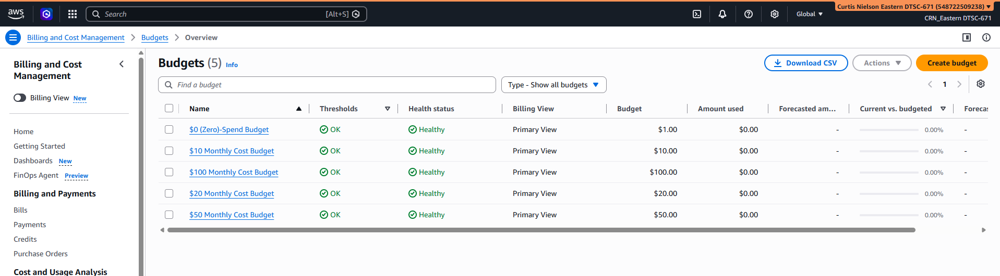 aws
Search
[Alt+S]
Global
Curtis Nielson Eastern DTSC-671 (548722509238)
CRN_Eastern DTSC-671
Billing and Cost Management
Budgets
Overview
Billing and Cost
Management
Billing View New
Home
Getting Started
Dashboards New
FinOps Agent Preview
Billing and Payments
Bills
Payments
Credits
Purchase Orders
Cost and Usage Analysis
Budgets (5) Info
Download CSV
Actions
Create budget
Find a budget
Type - Show all budgets
1
Name Thresholds Health status Billing View Budget Amount used Forecasted am... Current vs. budgeted Forecas
$0 (Zero)-Spend Budget OK Healthy Primary View $1.00 $0.00 - 0.00% -
$10 Monthly Cost Budget OK Healthy Primary View $10.00 $0.00 - 0.00% -
$100 Monthly Cost Budget OK Healthy Primary View $100.00 $0.00 - 0.00% -
$20 Monthly Cost Budget OK Healthy Primary View $20.00 $0.00 - 0.00% -
$50 Monthly Cost Budget OK Healthy Primary View $50.00 $0.00 - 0.00% -